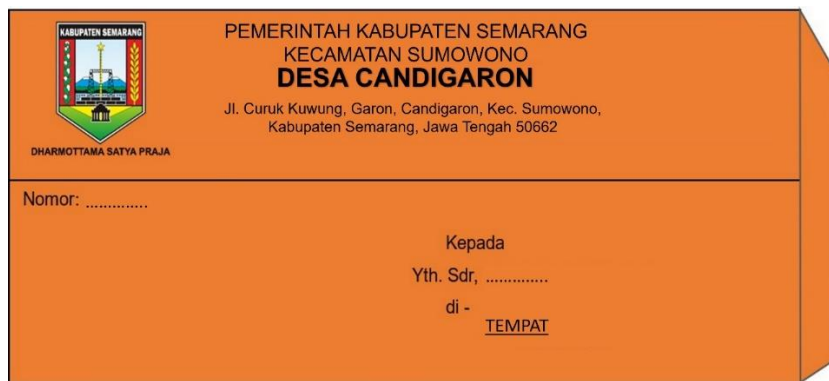 KABUPATEN SEMARANG
DHARMOTTAMA SATYA PRAJA
PEMERINTAH KABUPATEN SEMARANG
KECAMATAN SUMOWONO
DESA CANDIGARON
Jl. Curuk Kuwung, Garon, Candigaron, Kec. Sumowono,
Kabupaten Semarang, Jawa Tengah 50662
Nomor: ..............
Kepada
Yth. Sdr, ..............
di -
TEMPAT